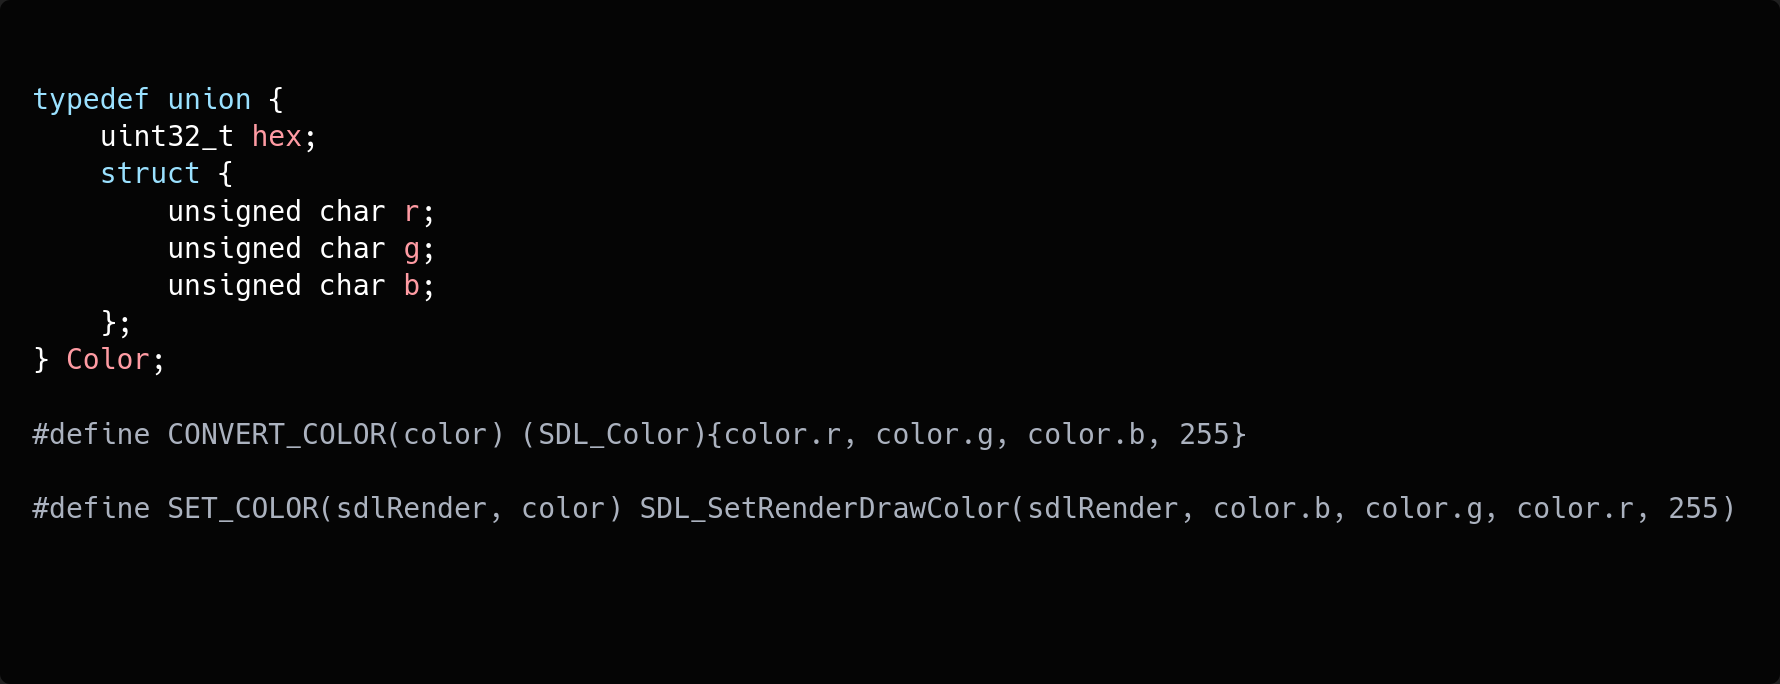 typedef union {
    uint32_t hex;
    struct {
        unsigned char r;
        unsigned char g;
        unsigned char b;
    };
} Color;

#define CONVERT_COLOR(color) (SDL_Color){color.r, color.g, color.b, 255}

#define SET_COLOR(sdlRender, color) SDL_SetRenderDrawColor(sdlRender, color.b, color.g, color.r, 255)